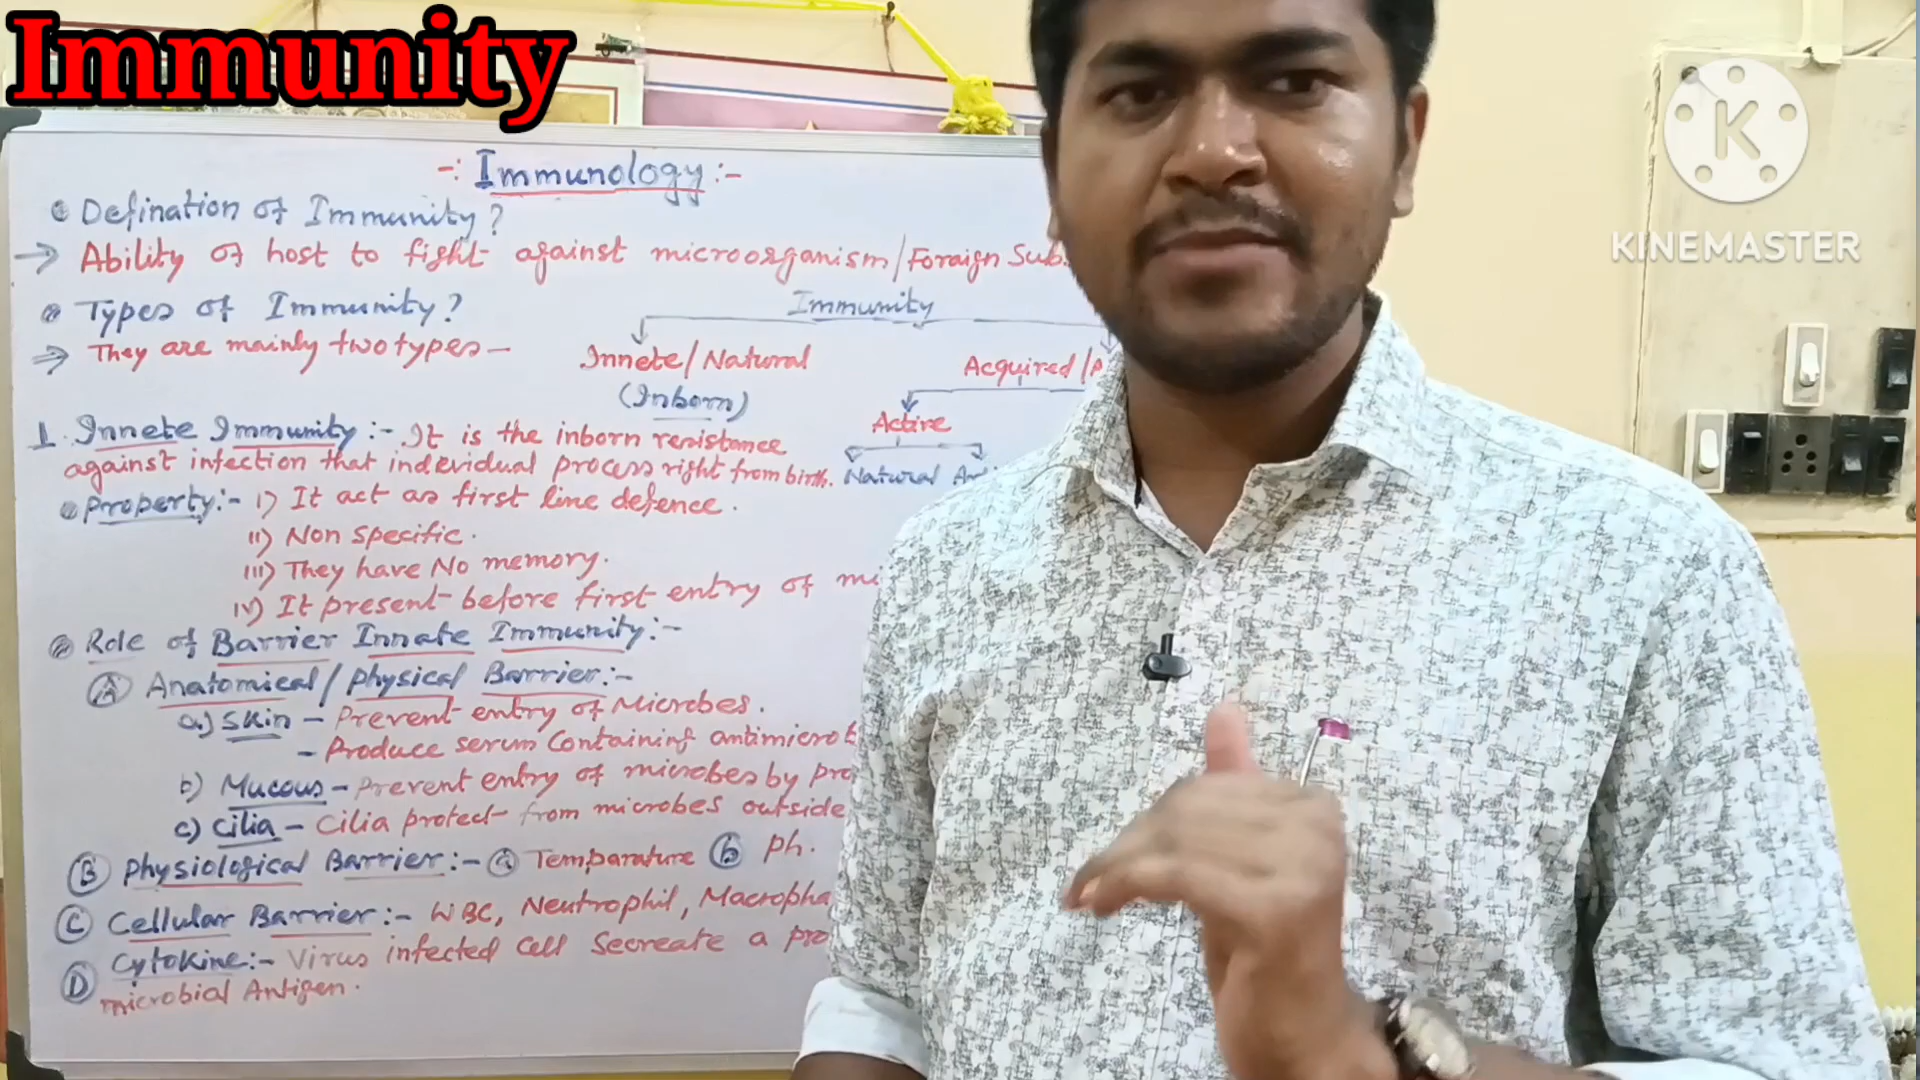 Immunity
K
KINEMASTER
-: Immunology :-
Defination of Immunity?
→ Ability of host to fight against microorganism/Foraign Sub.
Types of Immunity?
⇒ They are mainly two types -
Immunity
Innete/Natural
(Inborn)
Acquired/A
Active
Natural
1. Innete Immunity :- It is the inborn resistance
against infection that individual process right from birth.
Property :- i) It act as first line defence.
ii) Non Specific.
iii) They have No memory.
iv) It present before first entry of mi
Role of Barrier Innate Immunity :-
A Anatomical/physical Barrier :-
a) Skin - Prevent entry of Microbes.
- Produce serum Containing antimicrob
b) Mucous - Prevent entry of microbes by pro
c) Cilia - Cilia protect from microbes outside
B Physiological Barrier :- a Temparature b pH.
C Cellular Barrier :- WBC, Neutrophil, Macropha
D Cytokine :- Virus infected cell Secreate a pro
microbial Antigen.